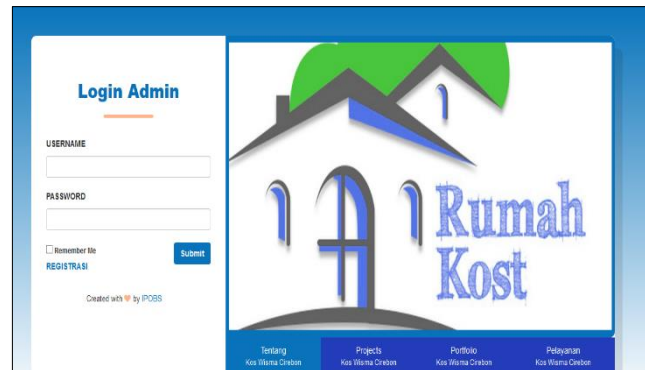 Login Admin
USERNAME
PASSWORD
Remember Me
Submit
REGISTRASI
Created with by IPOBS
Rumah
Kost
Tentang
Kos Wisma Cirebon
Projects
Kos Wisma Cirebon
Portfolio
Kos Wisma Cirebon
Pelayanan
Kos Wisma Cirebon